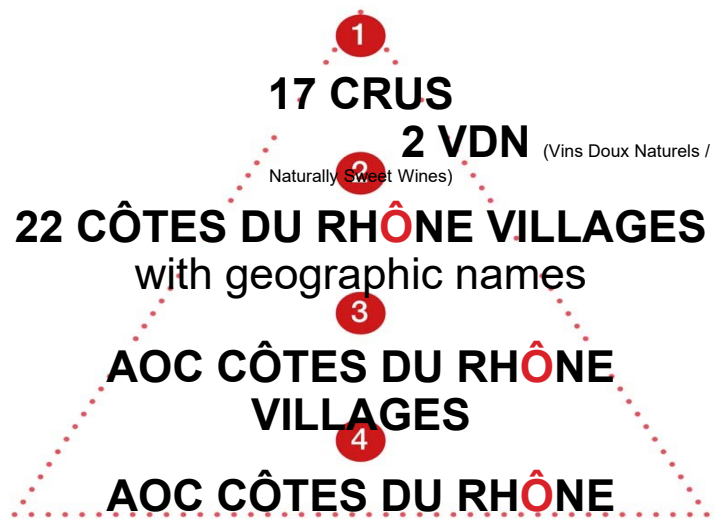 1
17 CRUS
2 VDN (Vins Doux Naturels /
Naturally Sweet Wines)
2
22 CÔTES DU RHÔNE VILLAGES
with geographic names
3
AOC CÔTES DU RHÔNE
VILLAGES
4
AOC CÔTES DU RHÔNE